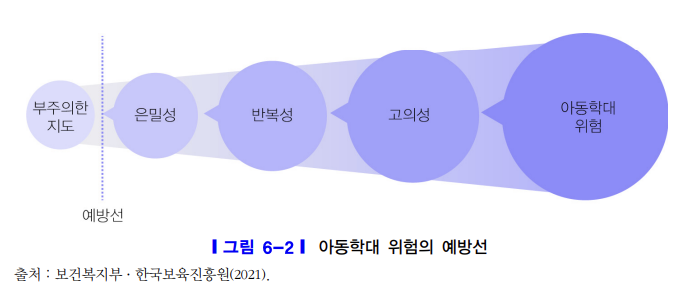 부주의한
지도
은밀성
반복성
고의성
아동학대
위험
예방선
▎그림 6-2▎ 아동학대 위험의 예방선
출처 : 보건복지부 · 한국보육진흥원(2021).